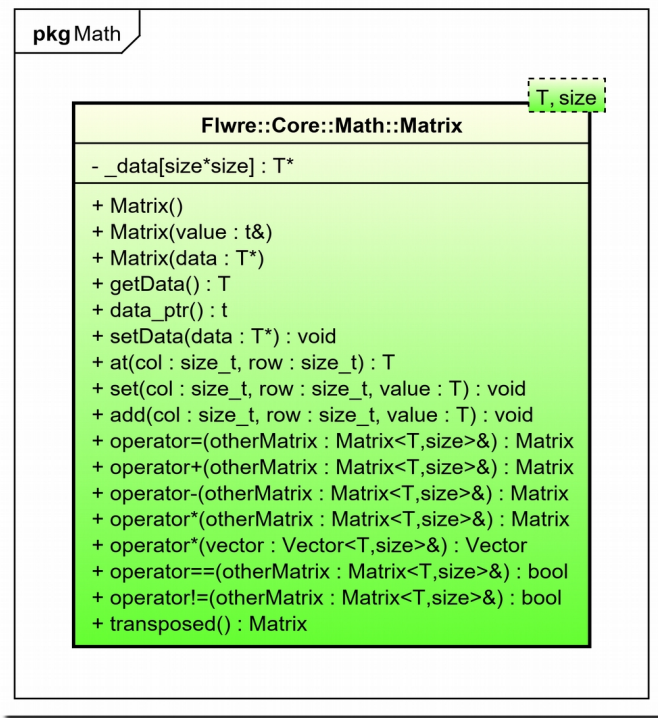 pkg Math
T, size
Flwre::Core::Math::Matrix
- _data[size*size] : T*
+ Matrix()
+ Matrix(value : t&)
+ Matrix(data : T*)
+ getData() : T
+ data_ptr() : t
+ setData(data : T*) : void
+ at(col : size_t, row : size_t) : T
+ set(col : size_t, row : size_t, value : T) : void
+ add(col : size_t, row : size_t, value : T) : void
+ operator=(otherMatrix : Matrix<T,size>&) : Matrix
+ operator+(otherMatrix : Matrix<T,size>&) : Matrix
+ operator-(otherMatrix : Matrix<T,size>&) : Matrix
+ operator*(otherMatrix : Matrix<T,size>&) : Matrix
+ operator*(vector : Vector<T,size>&) : Vector
+ operator==(otherMatrix : Matrix<T,size>&) : bool
+ operator!=(otherMatrix : Matrix<T,size>&) : bool
+ transposed() : Matrix